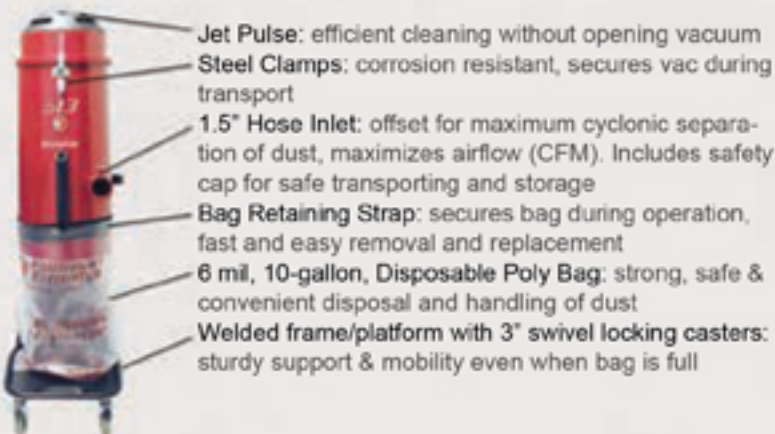 Jet Pulse: efficient cleaning without opening vacuum
Steel Clamps: corrosion resistant, secures vac during
transport
1.5" Hose Inlet: offset for maximum cyclonic separa-
tion of dust, maximizes airflow (CFM). Includes safety
cap for safe transporting and storage
Bag Retaining Strap: secures bag during operation,
fast and easy removal and replacement
6 mil, 10-gallon, Disposable Poly Bag: strong, safe &
convenient disposal and handling of dust
Welded frame/platform with 3" swivel locking casters:
sturdy support & mobility even when bag is full